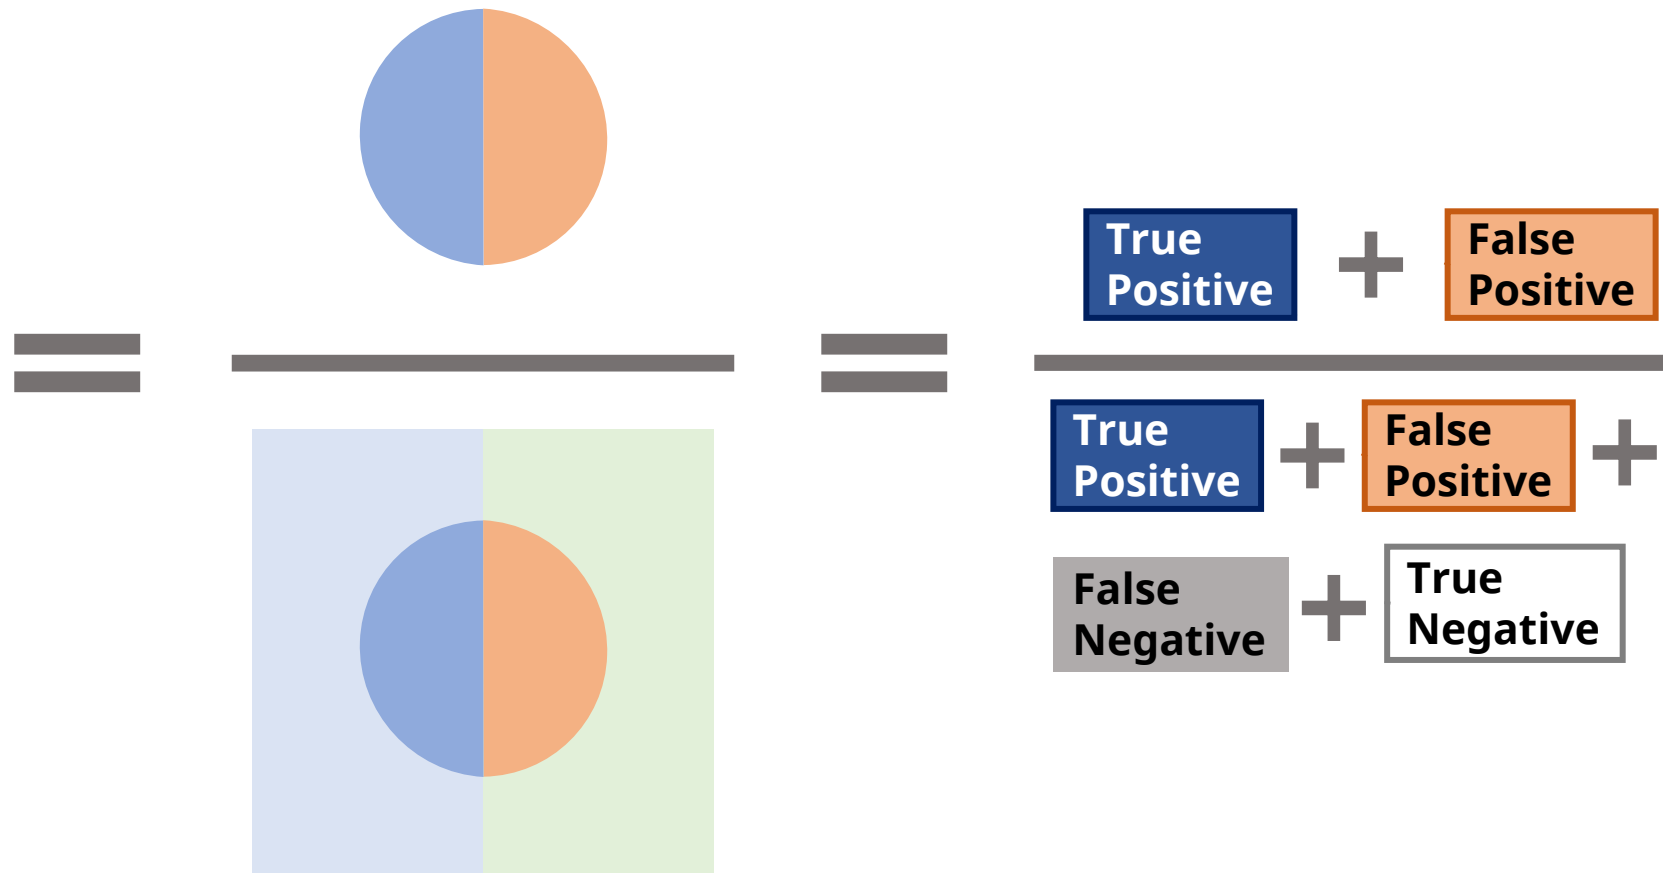 True
Positive
+
False
Positive
=
=
True
Positive
+
False
Positive
+
False
Negative
+
True
Negative